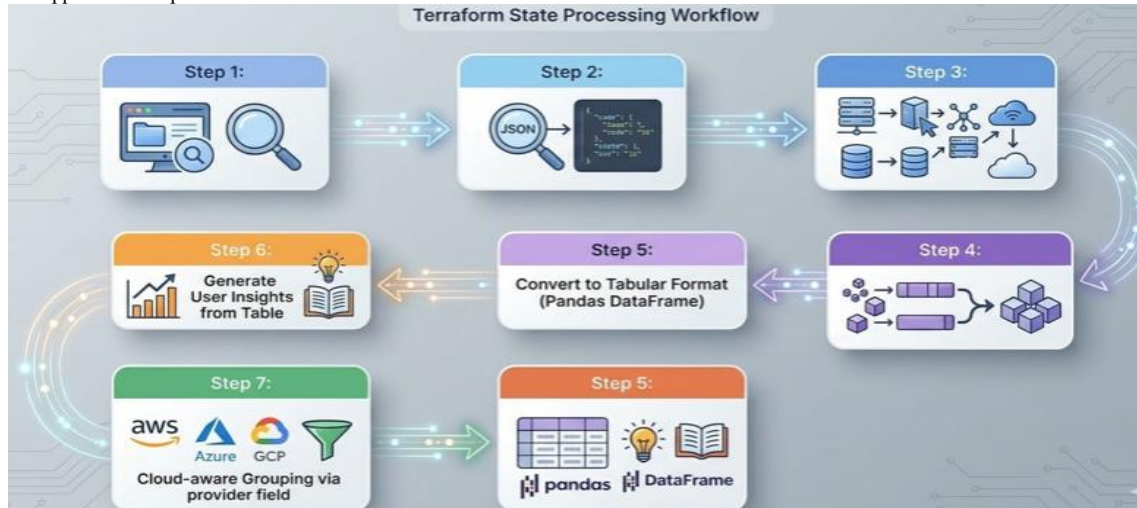 Terraform State Processing Workflow
Step 1:
Step 2:
JSON
Step 3:
Step 4:
Step 5:
Convert to Tabular Format
(Pandas DataFrame)
Step 6:
Generate
User Insights
from Table
Step 7:
aws
Azure
GCP
Cloud-aware Grouping via
provider field
Step 5:
pandas
DataFrame